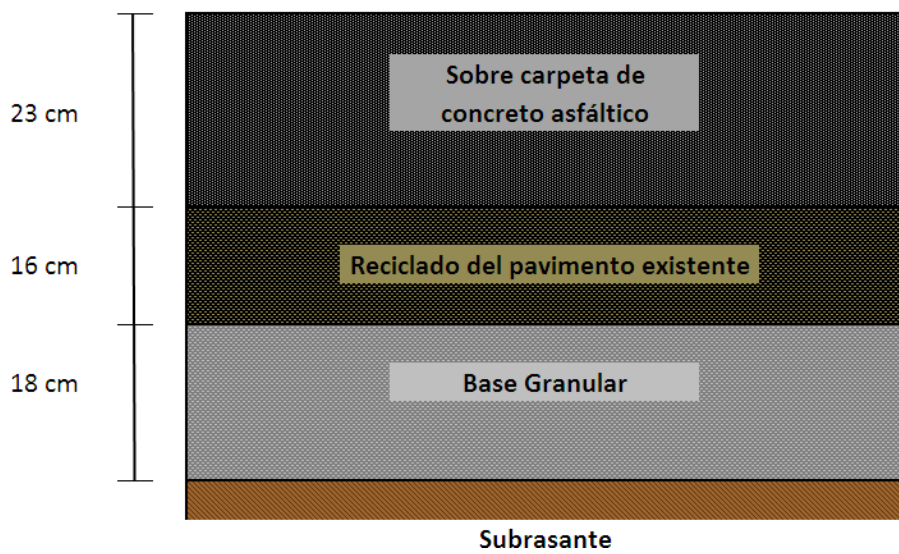 Sobre carpeta de
concreto asfáltico
23 cm
Reciclado del pavimento existente
16 cm
Base Granular
18 cm
Subrasante